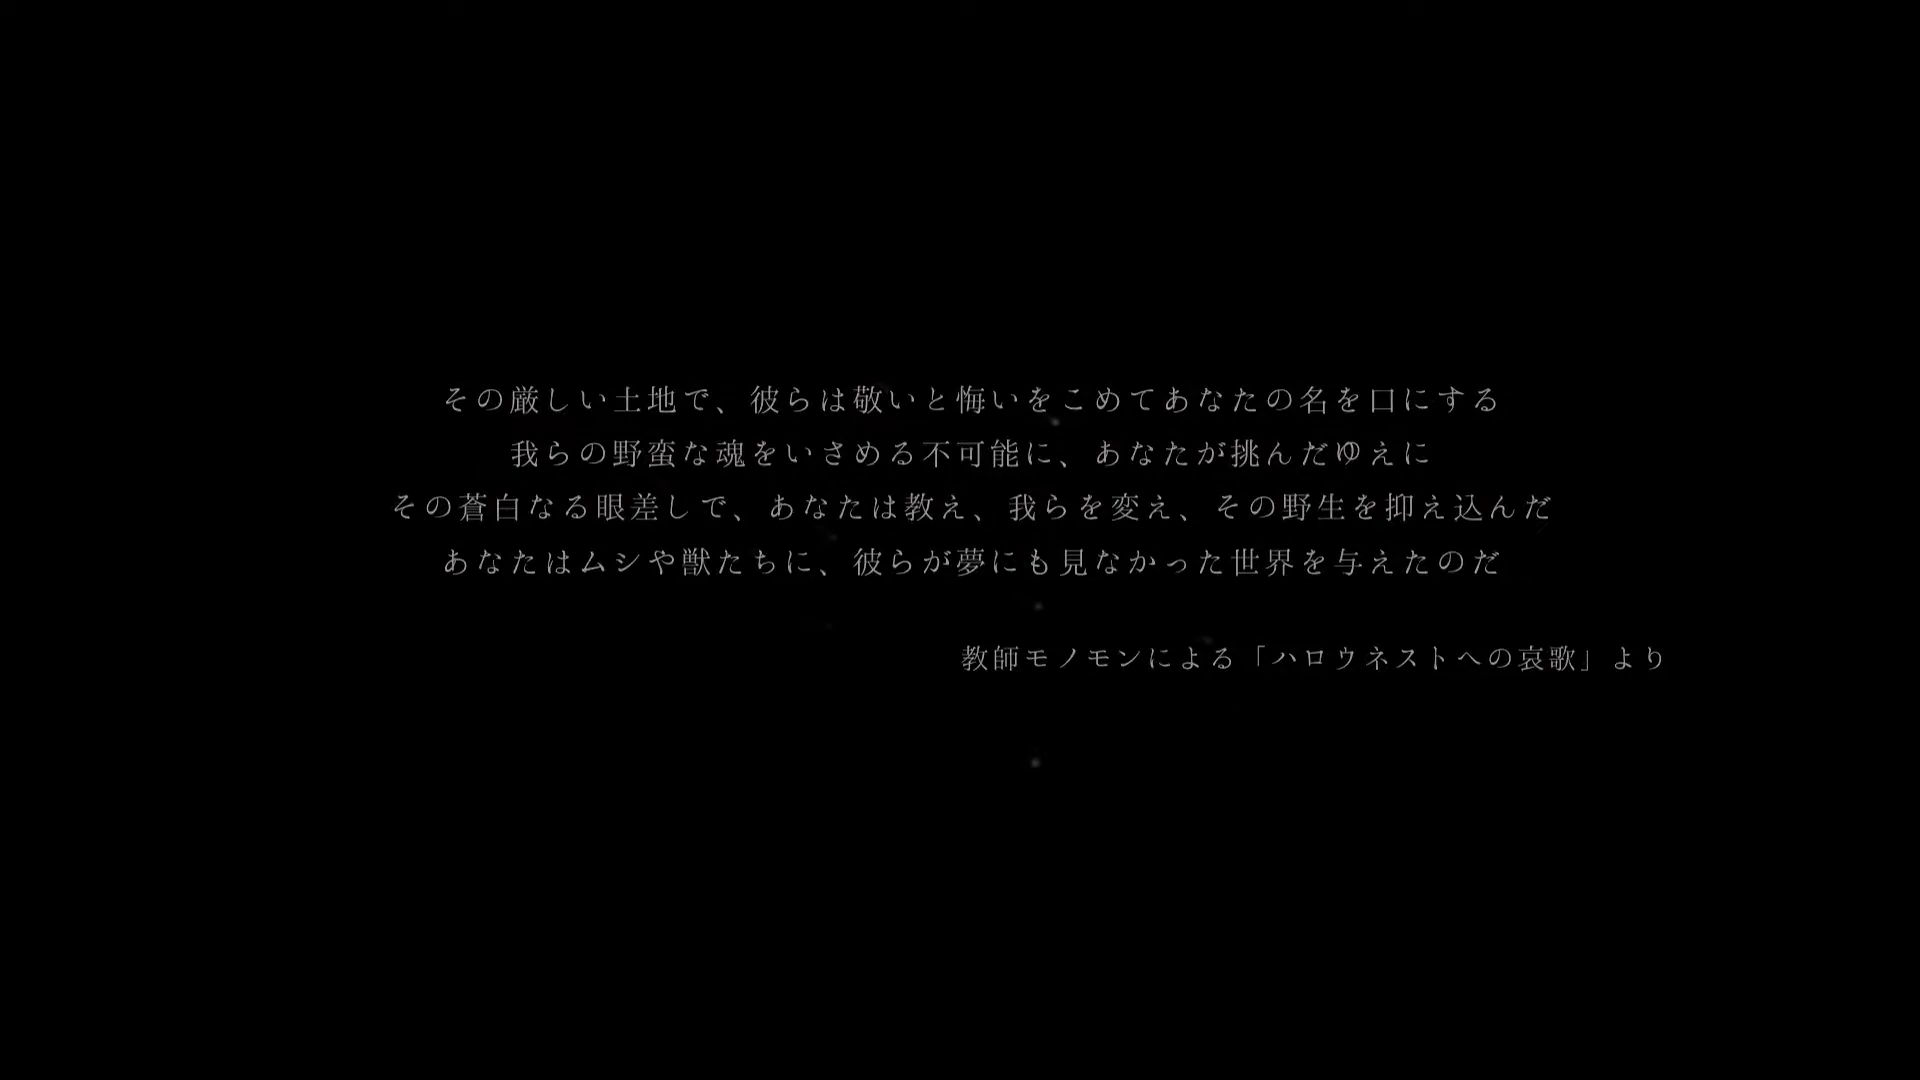 その厳しい土地で、彼らは敬いと悔いをこめてあなたの名を口にする
我らの野蛮な魂をいさめる不可能に、あなたが挑んだゆえに
その蒼白なる眼差しで、あなたは教え、我らを変え、その野生を抑え込んだ
あなたはムシや獣たちに、彼らが夢にも見なかった世界を与えたのだ
教師モノモンによる「ハロウネストへの哀歌」より